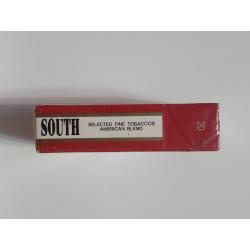 SOUTH
SELECTED FINE TOBACCOS
AMERICAN BLEND
20